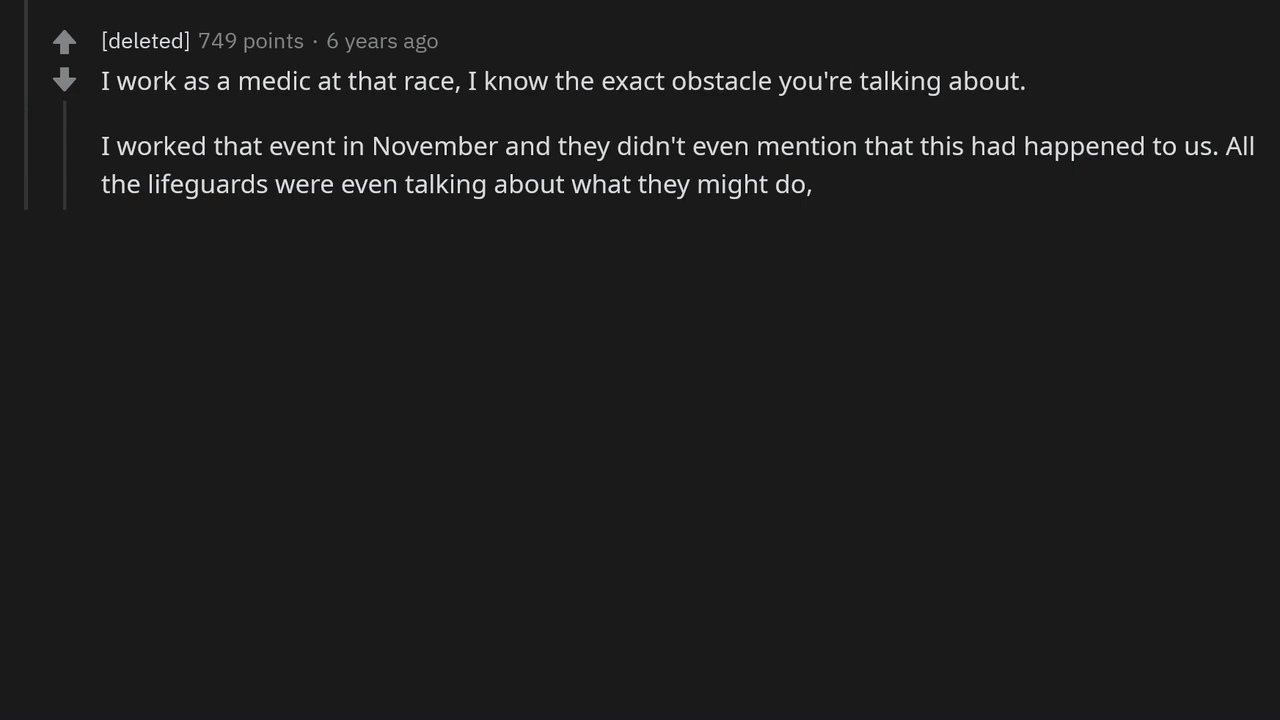 [deleted] 749 points · 6 years ago
I work as a medic at that race, I know the exact obstacle you're talking about.
I worked that event in November and they didn't even mention that this had happened to us. All
the lifeguards were even talking about what they might do,